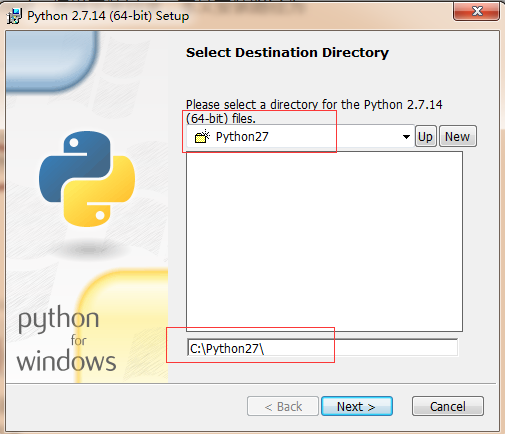 Python 2.7.14 (64-bit) Setup
Select Destination Directory
Please select a directory for the Python 2.7.14
(64-bit) files.
Python27
Up
New
C:\Python27\
python
for
windows
< Back
Next >
Cancel